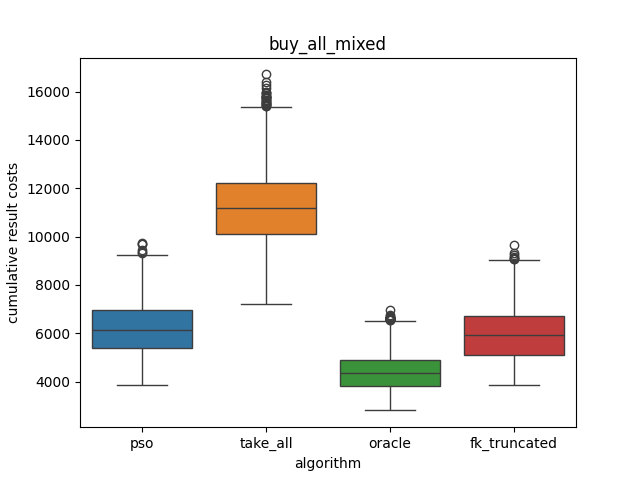 buy_all_mixed
16000
14000
12000
10000
8000
6000
4000
cumulative result costs
pso
take_all
oracle
fk_truncated
algorithm